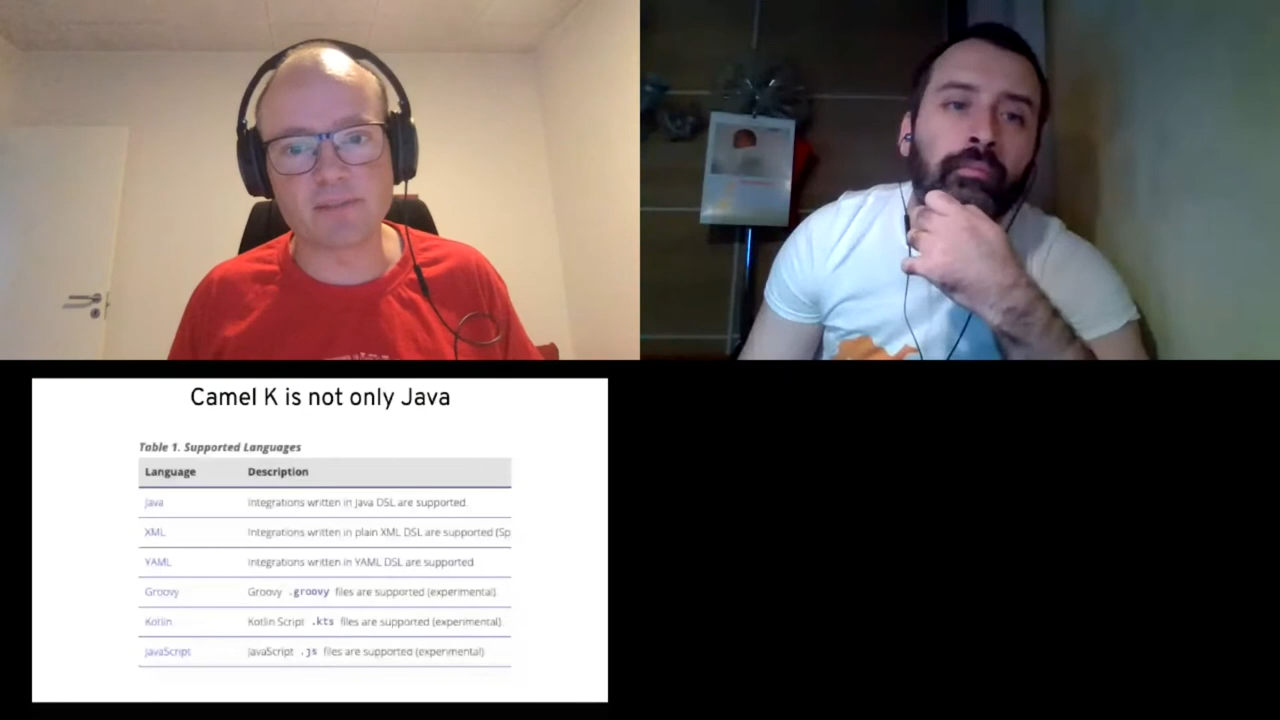 Camel K is not only Java
Table 1. Supported Languages
Language Description
Java Integrations written in Java DSL are supported.
XML Integrations written in plain XML DSL are supported (Sp
YAML Integrations written in YAML DSL are supported
Groovy Groovy .groovy files are supported (experimental).
Kotlin Kotlin Script .kts files are supported (experimental).
JavaScript JavaScript .js files are supported (experimental)